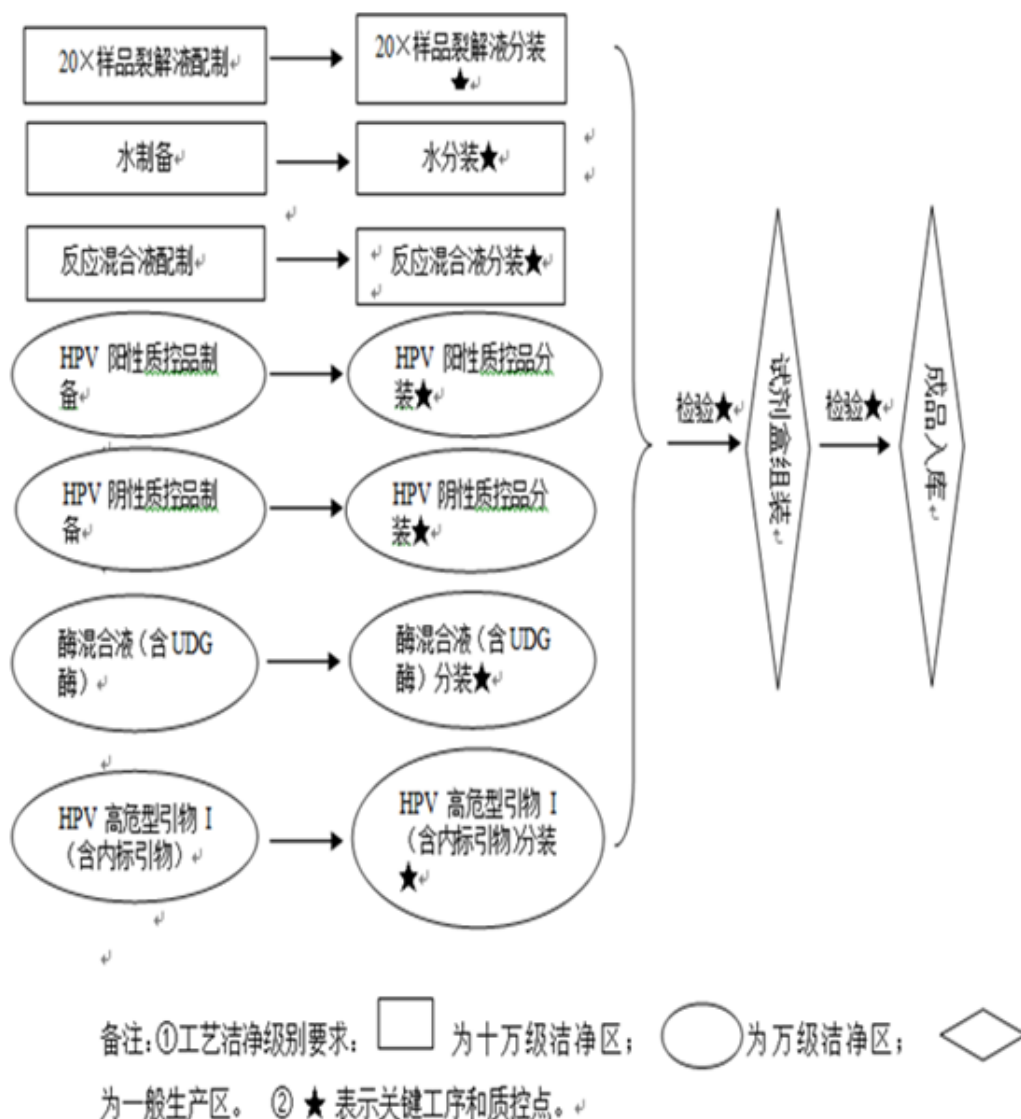 20×样品裂解液配制
20×样品裂解液分装
★
水制备
水分装★
反应混合液配制
反应混合液分装★
HPV 阳性质控品制
备
HPV 阳性质控品分
装★
HPV 阴性质控品制
备
HPV 阴性质控品分
装★
酶混合液（含 UDG
酶）
酶混合液（含 UDG
酶）分装★
HPV 高危型引物 I
（含内标引物）
HPV 高危型引物 I
（含内标引物)分装
★
检验★
试剂盒组装
检验★
成品入库
备注：①工艺洁净级别要求： 为十万级洁净区； 为万级洁净区；
为一般生产区。 ② ★ 表示关键工序和质控点。